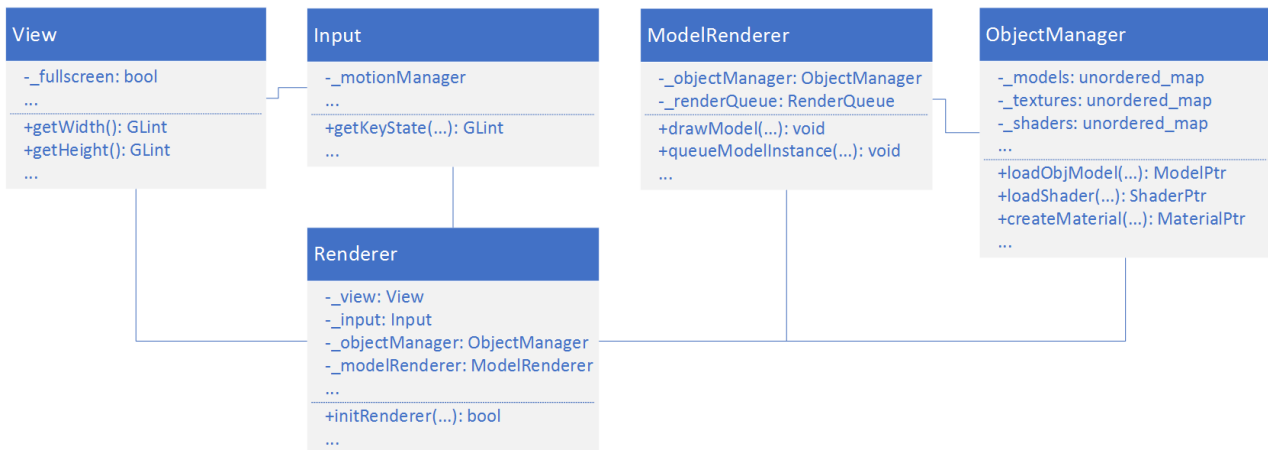 View
-_fullscreen: bool
...
+getWidth(): GLint
+getHeight(): GLint
...
Input
-_motionManager
...
+getKeyState(...): GLint
...
ModelRenderer
-_objectManager: ObjectManager
-_renderQueue: RenderQueue
+drawModel(...): void
+queueModelInstance(...): void
...
ObjectManager
-_models: unordered_map
-_textures: unordered_map
-_shaders: unordered_map
...
+loadObjModel(...): ModelPtr
+loadShader(...): ShaderPtr
+createMaterial(...): MaterialPtr
...
Renderer
-_view: View
-_input: Input
-_objectManager: ObjectManager
-_modelRenderer: ModelRenderer
...
+initRenderer(...): bool
...